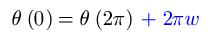 θ (0) = θ (2π) + 2πw